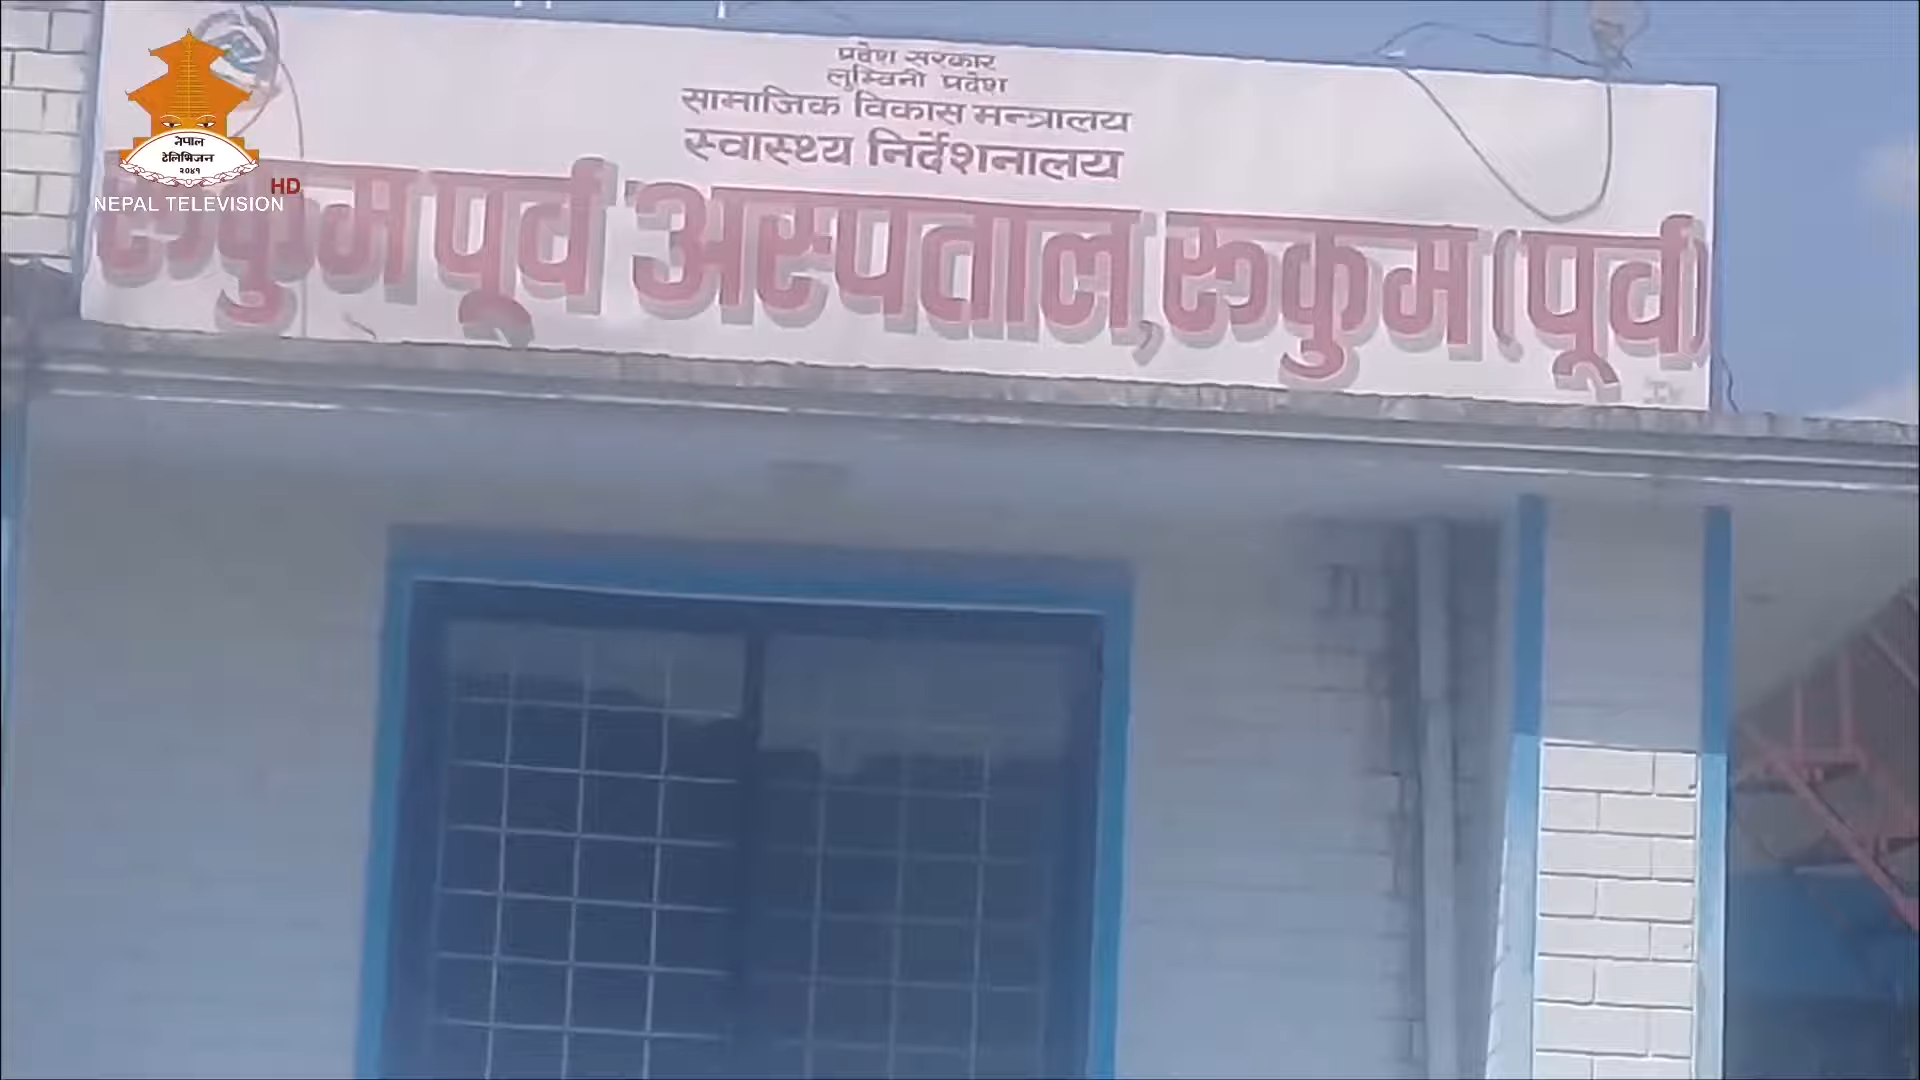 प्रदेश सरकार
लुम्बिनी प्रदेश
सामाजिक विकास मन्त्रालय
स्वास्थ्य निर्देशनालय
रुकुम पूर्व अस्पताल, रूकुम (पूर्व)
नेपाल
टेलिभिजन
२०४१
HD
NEPAL TELEVISION